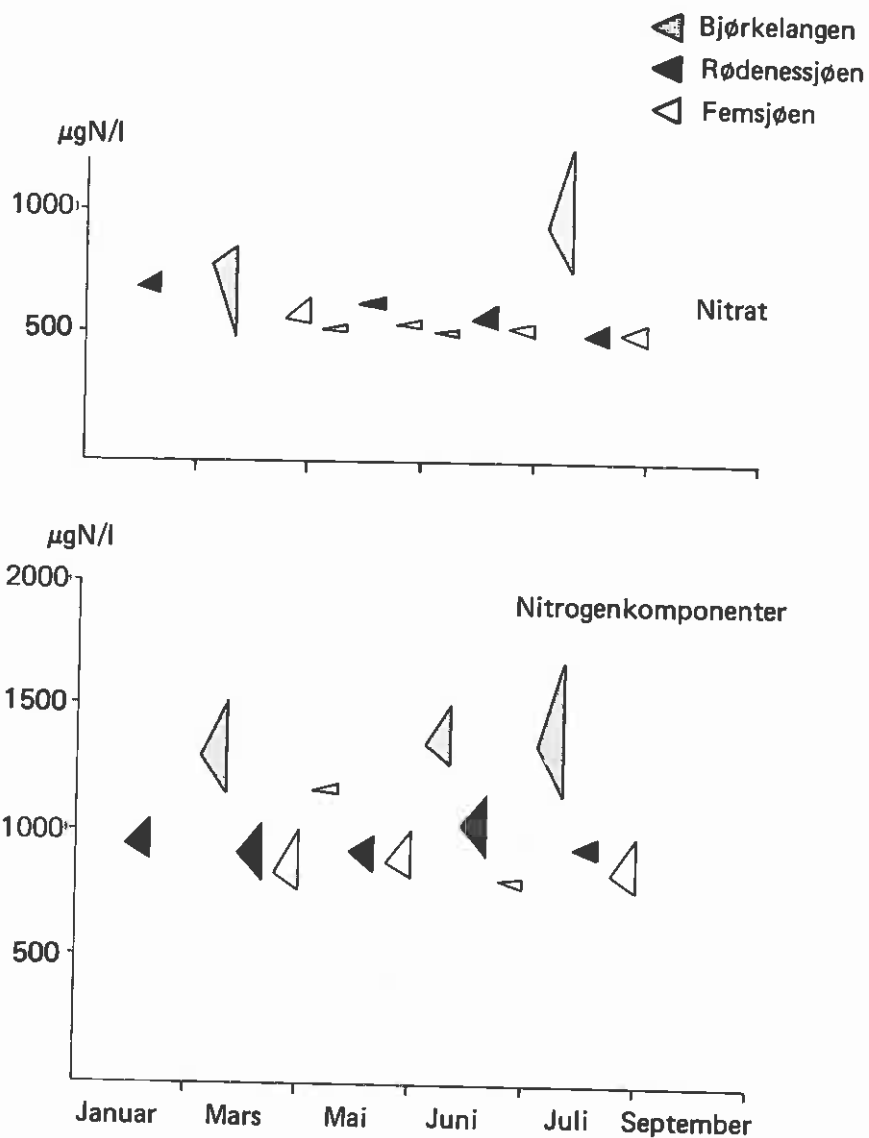 Bjørkelangen
Rødenessjøen
Femsjøen
µgN/l
1000
500
Nitrat
µgN/l
2000
Nitrogenkomponenter
1500
1000
500
Januar Mars Mai Juni Juli September